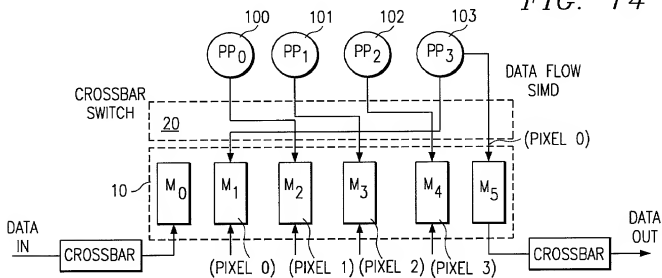 FIG. 14
100 101 102 103
PP0 PP1 PP2 PP3
DATA FLOW
SIMD
CROSSBAR
SWITCH
20
(PIXEL 0)
10
M0 M1 M2 M3 M4 M5
DATA
IN
DATA
OUT
CROSSBAR
CROSSBAR
(PIXEL 0) (PIXEL 1) (PIXEL 2) (PIXEL 3)